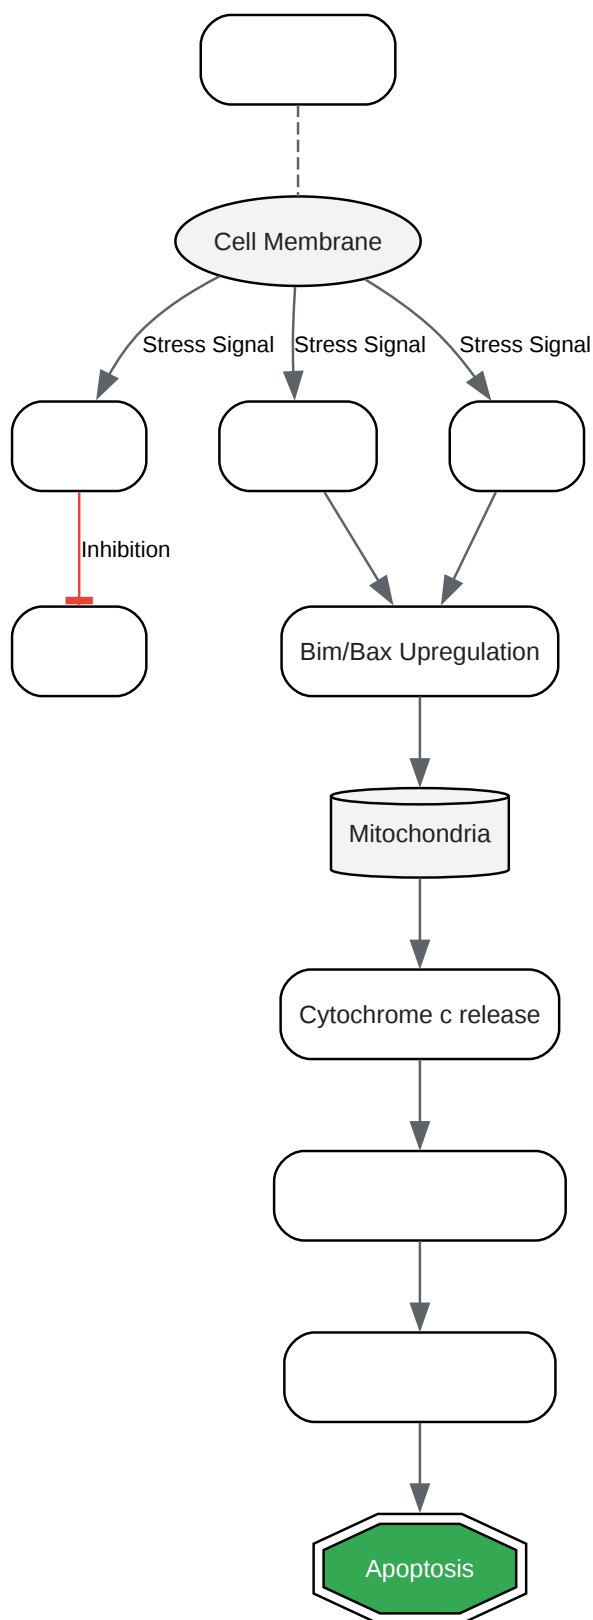 Cell Membrane
Stress Signal
Stress Signal
Stress Signal
Inhibition
Bim/Bax Upregulation
Mitochondria
Cytochrome c release
Apoptosis